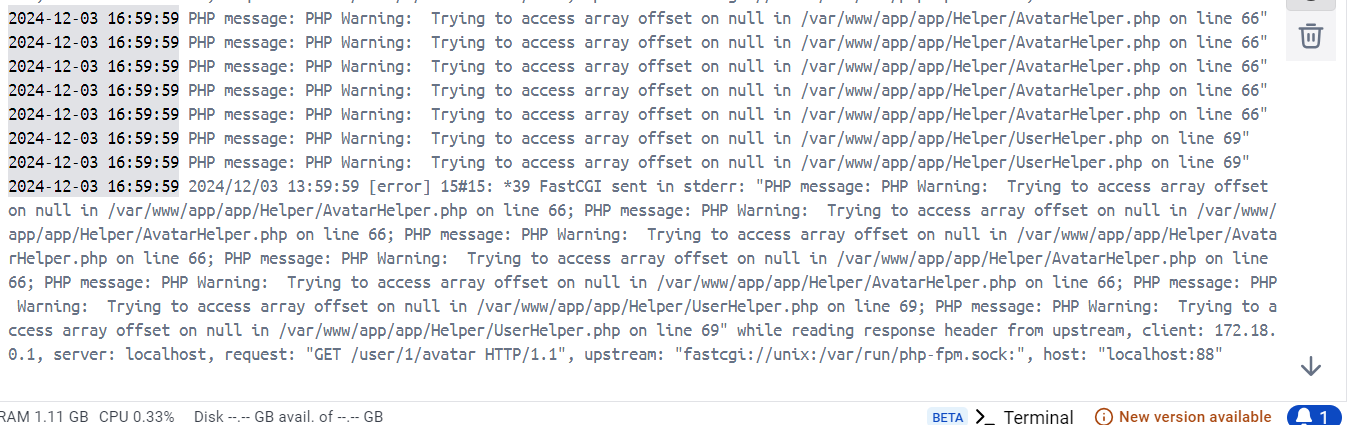 2024-12-03 16:59:59 PHP message: PHP Warning:  Trying to access array offset on null in /var/www/app/app/Helper/AvatarHelper.php on line 66"
2024-12-03 16:59:59 PHP message: PHP Warning:  Trying to access array offset on null in /var/www/app/app/Helper/AvatarHelper.php on line 66"
2024-12-03 16:59:59 PHP message: PHP Warning:  Trying to access array offset on null in /var/www/app/app/Helper/AvatarHelper.php on line 66"
2024-12-03 16:59:59 PHP message: PHP Warning:  Trying to access array offset on null in /var/www/app/app/Helper/AvatarHelper.php on line 66"
2024-12-03 16:59:59 PHP message: PHP Warning:  Trying to access array offset on null in /var/www/app/app/Helper/AvatarHelper.php on line 66"
2024-12-03 16:59:59 PHP message: PHP Warning:  Trying to access array offset on null in /var/www/app/app/Helper/UserHelper.php on line 69"
2024-12-03 16:59:59 PHP message: PHP Warning:  Trying to access array offset on null in /var/www/app/app/Helper/UserHelper.php on line 69"
2024-12-03 16:59:59 2024/12/03 13:59:59 [error] 15#15: *39 FastCGI sent in stderr: "PHP message: PHP Warning:  Trying to access array offset
on null in /var/www/app/app/Helper/AvatarHelper.php on line 66; PHP message: PHP Warning:  Trying to access array offset on null in /var/www/
app/app/Helper/AvatarHelper.php on line 66; PHP message: PHP Warning:  Trying to access array offset on null in /var/www/app/app/Helper/Avata
rHelper.php on line 66; PHP message: PHP Warning:  Trying to access array offset on null in /var/www/app/app/Helper/AvatarHelper.php on line
66; PHP message: PHP Warning:  Trying to access array offset on null in /var/www/app/app/Helper/AvatarHelper.php on line 66; PHP message: PHP
Warning:  Trying to access array offset on null in /var/www/app/app/Helper/UserHelper.php on line 69; PHP message: PHP Warning:  Trying to a
ccess array offset on null in /var/www/app/app/Helper/UserHelper.php on line 69" while reading response header from upstream, client: 172.18.
0.1, server: localhost, request: "GET /user/1/avatar HTTP/1.1", upstream: "fastcgi://unix:/var/run/php-fpm.sock:", host: "localhost:88"
RAM 1.11 GB CPU 0.33% Disk --.-- GB avail. of --.-- GB BETA >_ Terminal New version available 1